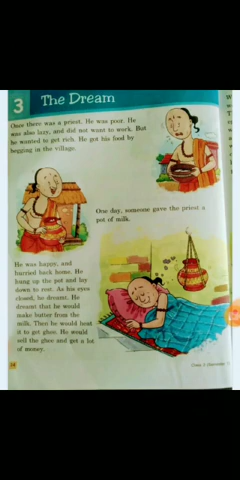 3
The Dream
Once there was a priest. He was poor. He
was also lazy, and did not want to work. But
he wanted to get rich. He got his food by
begging in the village.
One day, someone gave the priest a
pot of milk.
He was happy, and
hurried back home. He
hung up the pot and lay
down to rest. As his eyes
closed, he dreamt. He
dreamt that he would
make butter from the
milk. Then he would heat
it to get ghee. He would
sell the ghee and get a lot
of money.